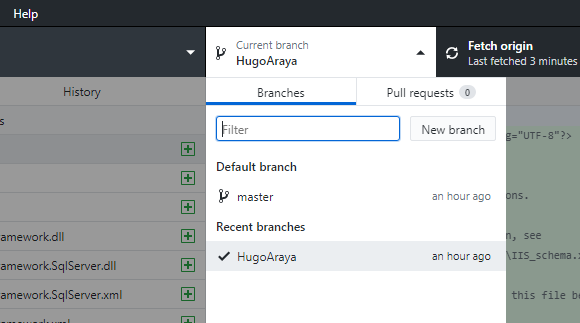 Help
Current branch
HugoAraya
Fetch origin
Last fetched 3 minutes
History
Branches
Pull requests 0
Filter
New branch
g="UTF-8"?>
Default branch
master an hour ago
ons.
Recent branches
amework.dll
n, see
HugoAraya an hour ago
amework.SqlServer.dll
\IIS_schema.x
amework.SqlServer.xml
this file be